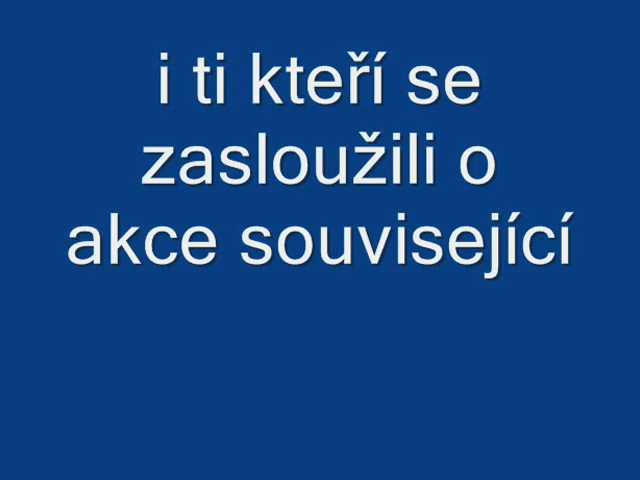 i ti kteří se
zasloužili o
akce související